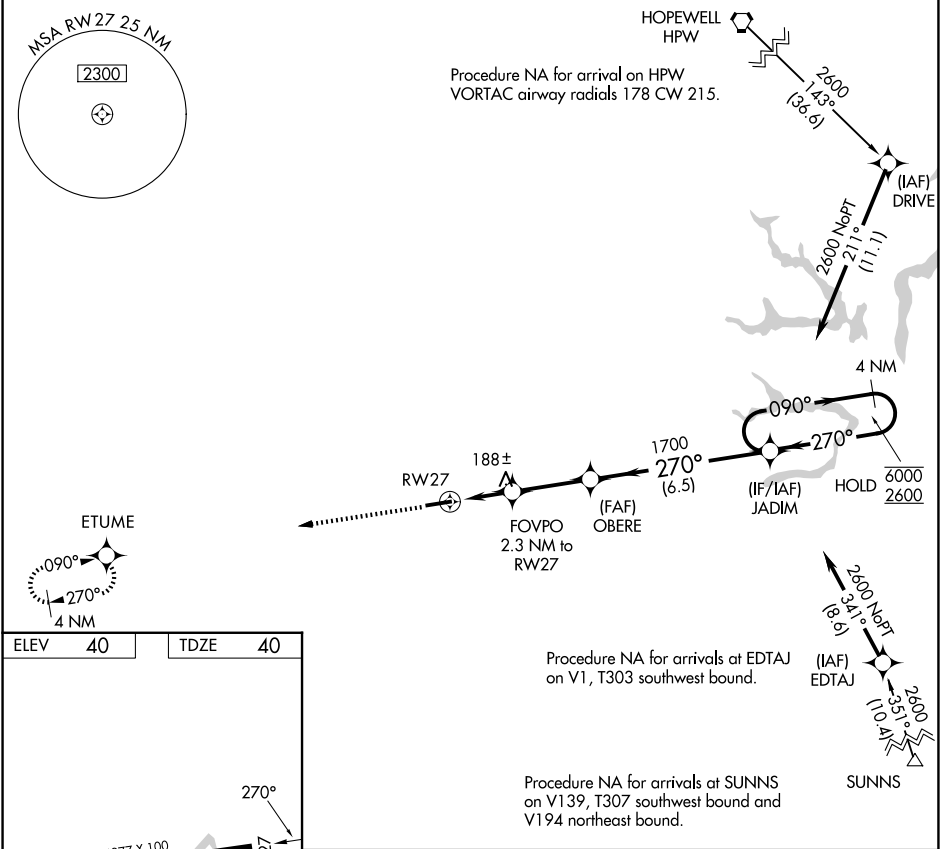 MSA RW27 25 NM
2300
HOPEWELL
HPW
Procedure NA for arrival on HPW
VORTAC airway radials 178 CW 215.
2600
143°
(36.6)
(IAF)
DRIVE
2600 NoPT
211°
(11.1)
4 NM
090°
270°
HOLD
6000
2600
(IF/IAF)
JADIM
1700
270°
(6.5)
(FAF)
OBERE
188±
RW27
FOVPO
2.3 NM to
RW27
ETUME
090°
270°
4 NM
2600 NoPT
341°
(8.6)
(IAF)
EDTAJ
Procedure NA for arrivals at EDTAJ
on V1, T303 southwest bound.
2600
351°
(10.4)
SUNNS
Procedure NA for arrivals at SUNNS
on V139, T307 southwest bound and
V194 northeast bound.
ELEV 40
TDZE 40
270°